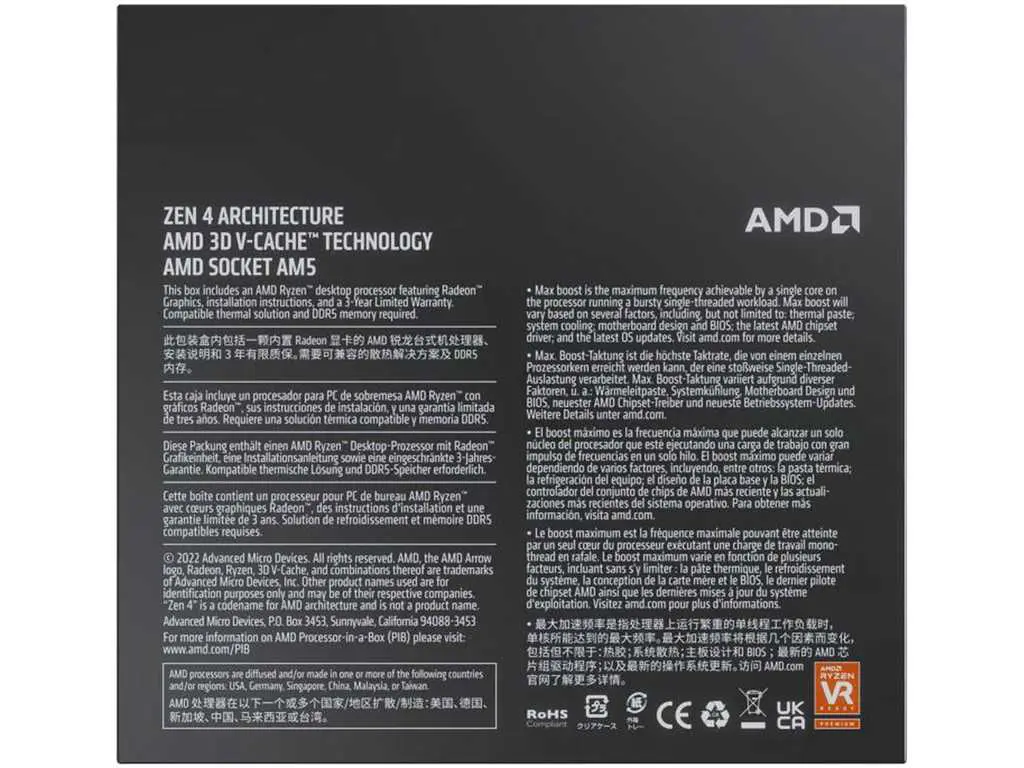 ZEN 4 ARCHITECTURE
AMD 3D V-CACHE™ TECHNOLOGY
AMD SOCKET AM5
This box includes an AMD Ryzen™ desktop processor featuring Radeon™
Graphics, installation instructions, and a 3-Year Limited Warranty.
Compatible thermal solution and DDR5 memory required.
此包装盒内包括一颗内置 Radeon 显卡的 AMD 锐龙台式机处理器、
安装说明和 3 年有限质保。需要可兼容的散热解决方案及 DDR5
内存。
Esta caja incluye un procesador para PC de sobremesa AMD Ryzen™ con
gráficos Radeon™, sus instrucciones de instalación, y una garantía limitada
de tres años. Requiere una solución térmica compatible y memoria DDR5.
Diese Packung enthält einen AMD Ryzen™ Desktop-Prozessor mit Radeon™
Grafikeinheit, eine Installationsanleitung sowie eine eingeschränkte 3-Jahres-
Garantie. Kompatible thermische Lösung und DDR5-Speicher erforderlich.
Cette boîte contient un processeur pour PC de bureau AMD Ryzen™
avec cœurs graphiques Radeon™, des instructions d'installation et une
garantie limitée de 3 ans. Solution de refroidissement et mémoire DDR5
compatibles requises.
© 2022 Advanced Micro Devices. All rights reserved. AMD, the AMD Arrow
logo, Radeon, Ryzen, 3D V-Cache, and combinations thereof are trademarks
of Advanced Micro Devices, Inc. Other product names used are for
identification purposes only and may be of their respective companies.
"Zen 4" is a codename for AMD architecture and is not a product name.
Advanced Micro Devices, P.O. Box 3453, Sunnyvale, California 94088-3453
For more information on AMD Processor-in-a-Box (PIB) please visit:
www.amd.com/PIB
AMD processors are diffused and/or made in one or more of the following countries
and/or regions: USA, Germany, Singapore, China, Malaysia, or Taiwan.
AMD 处理器在以下一个或多个国家/地区扩散/制造：美国、德国、
新加坡、中国、马来西亚或台湾。
AMD
• Max boost is the maximum frequency achievable by a single core on
the processor running a bursty single-threaded workload. Max boost will
vary based on several factors, including, but not limited to: thermal paste;
system cooling; motherboard design and BIOS; the latest AMD chipset
driver; and the latest OS updates. Visit amd.com for more details.
• Max. Boost-Taktung ist die höchste Taktrate, die von einem einzelnen
Prozessorkern erreicht werden kann, der eine stoßweise Single-Threaded-
Auslastung verarbeitet. Max. Boost-Taktung variiert aufgrund diverser
Faktoren, u. a.: Wärmeleitpaste, Systemkühlung, Motherboard Design und
BIOS, neuester AMD Chipset-Treiber und neueste Betriebssystem-Updates.
Weitere Details unter amd.com.
• El boost máximo es la frecuencia máxima que puede alcanzar un solo
núcleo del procesador que esté ejecutando una carga de trabajo con gran
impulso de frecuencias en un solo hilo. El boost máximo puede variar
dependiendo de varios factores, incluyendo, entre otros: la pasta térmica;
la refrigeración del equipo; el diseño de la placa base y la BIOS; el
controlador del conjunto de chips de AMD más reciente y las actuali-
zaciones más recientes del sistema operativo. Para obtener más
información, visita amd.com.
• Le boost maximum est la fréquence maximale pouvant être atteinte
par un seul cœur du processeur exécutant une charge de travail mono-
thread en rafale. Le boost maximum varie en fonction de plusieurs
facteurs, incluant sans s'y limiter : la pâte thermique, le refroidissement
du système, la conception de la carte mère et le BIOS, le dernier pilote
de chipset AMD ainsi que les dernières mises à jour du système
d'exploitation. Visitez amd.com pour plus d'informations.
• 最大加速频率是指处理器上运行繁重的单线程工作负载时，
单核所能达到的最大频率。最大加速频率将根据几个因素而变化，
包括但不限于：热胶；系统散热；主板设计和 BIOS；最新的 AMD 芯
片组驱动程序；以及最新的操作系统更新。访问 AMD.com
官网了解更多详情。
RoHS
Compliant
プラ
クリアケース
紙
外箱
トレー
CE
UK
CA
AMD
RYZEN
VR
READY
PREMIUM